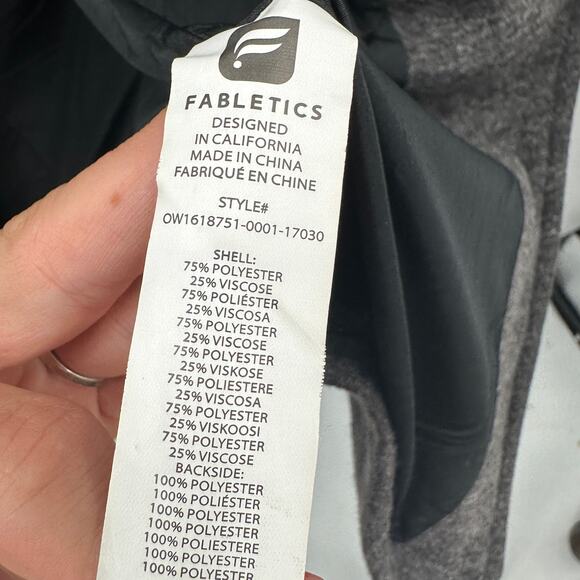 FABLETICS
DESIGNED
IN CALIFORNIA
MADE IN CHINA
FABRIQUÉ EN CHINE
STYLE#
OW1618751-0001-17030
SHELL:
75% POLYESTER
25% VISCOSE
75% POLIÉSTER
25% VISCOSA
75% POLYESTER
25% VISCOSE
75% POLYESTER
25% VISKOSE
75% POLIESTERE
25% VISCOSA
75% POLYESTER
25% VISKOOSI
75% POLYESTER
25% VISCOSE
BACKSIDE:
100% POLYESTER
100% POLIÉSTER
100% POLYESTER
100% POLYESTER
100% POLIESTERE
100% POLYESTER
100% POLYESTER